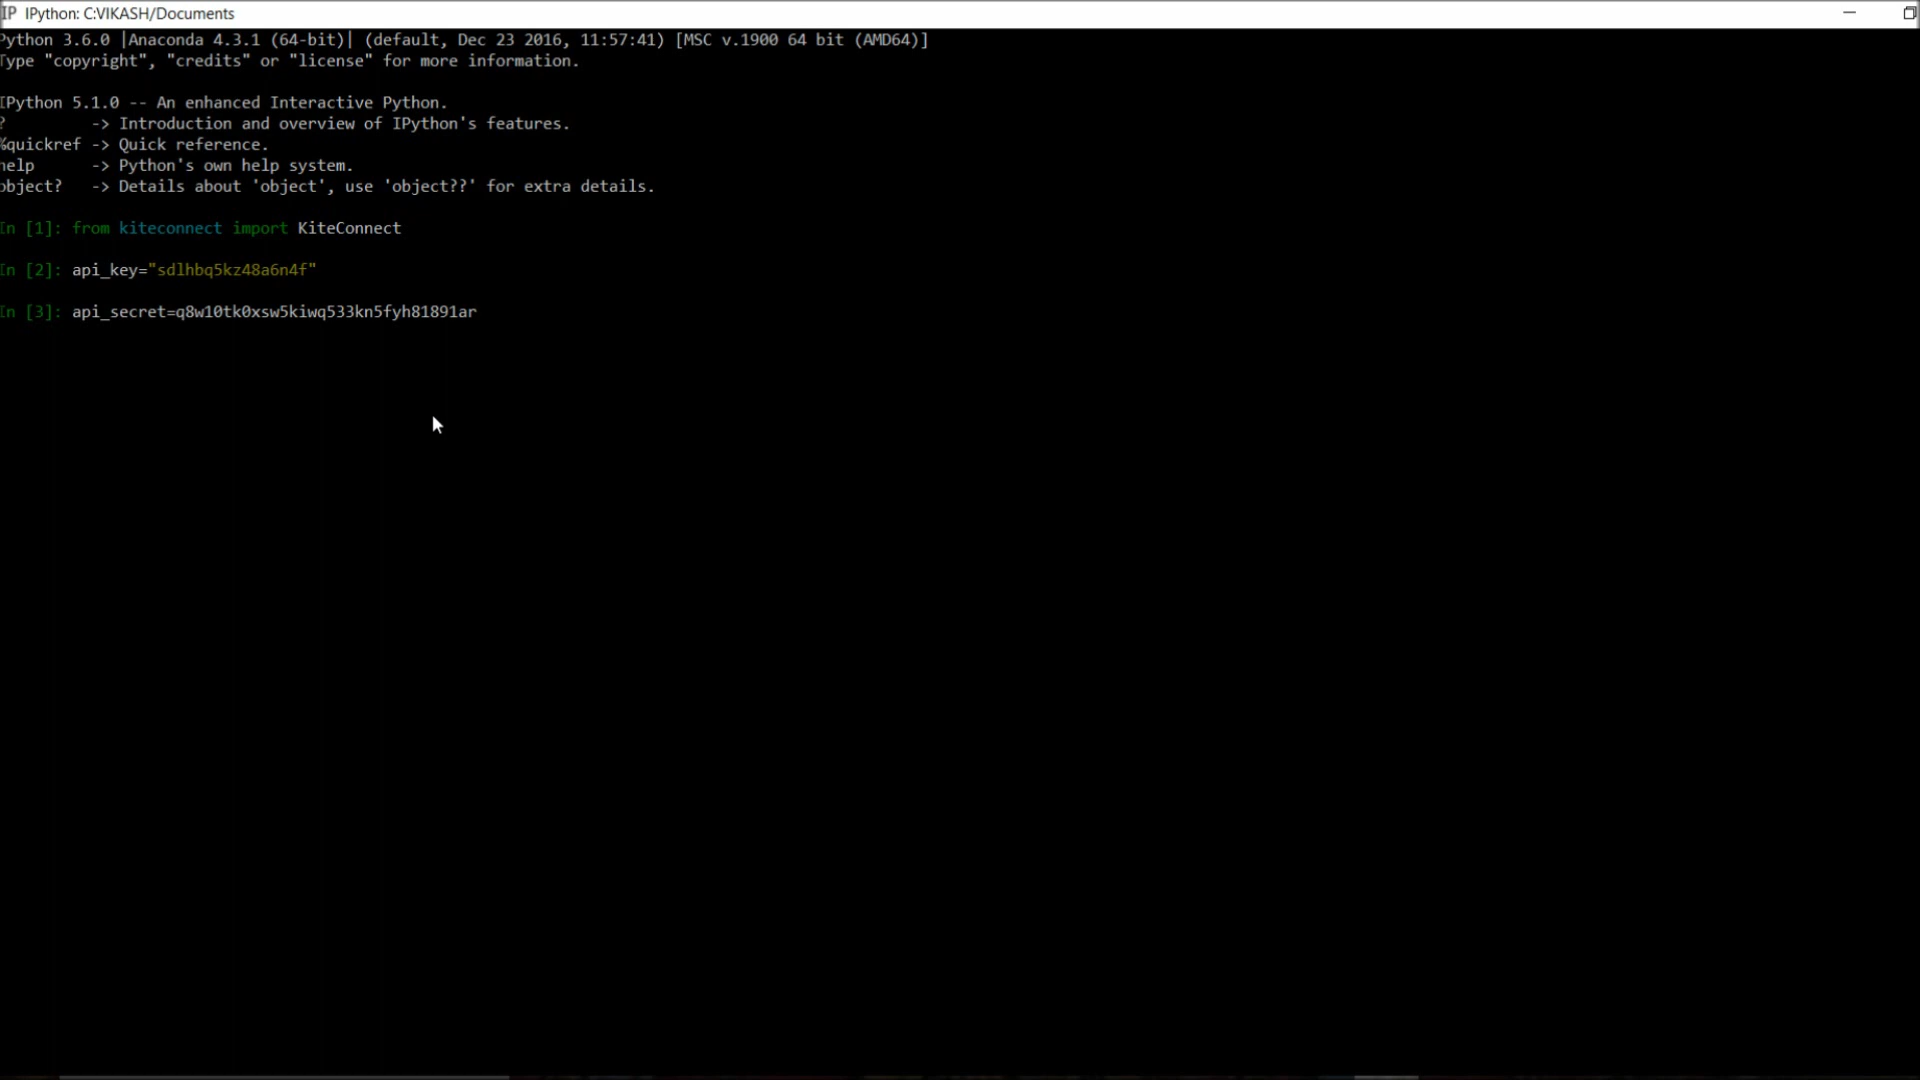 IP IPython: C:VIKASH/Documents
Python 3.6.0 |Anaconda 4.3.1 (64-bit)| (default, Dec 23 2016, 11:57:41) [MSC v.1900 64 bit (AMD64)]
Type "copyright", "credits" or "license" for more information.
IPython 5.1.0 -- An enhanced Interactive Python.
? -> Introduction and overview of IPython's features.
%quickref -> Quick reference.
help -> Python's own help system.
object? -> Details about 'object', use 'object??' for extra details.
In [1]: from kiteconnect import KiteConnect
In [2]: api_key="sdlhbq5kz48a6n4f"
In [3]: api_secret=q8w10tk0xsw5kiwq533kn5fyh81891ar